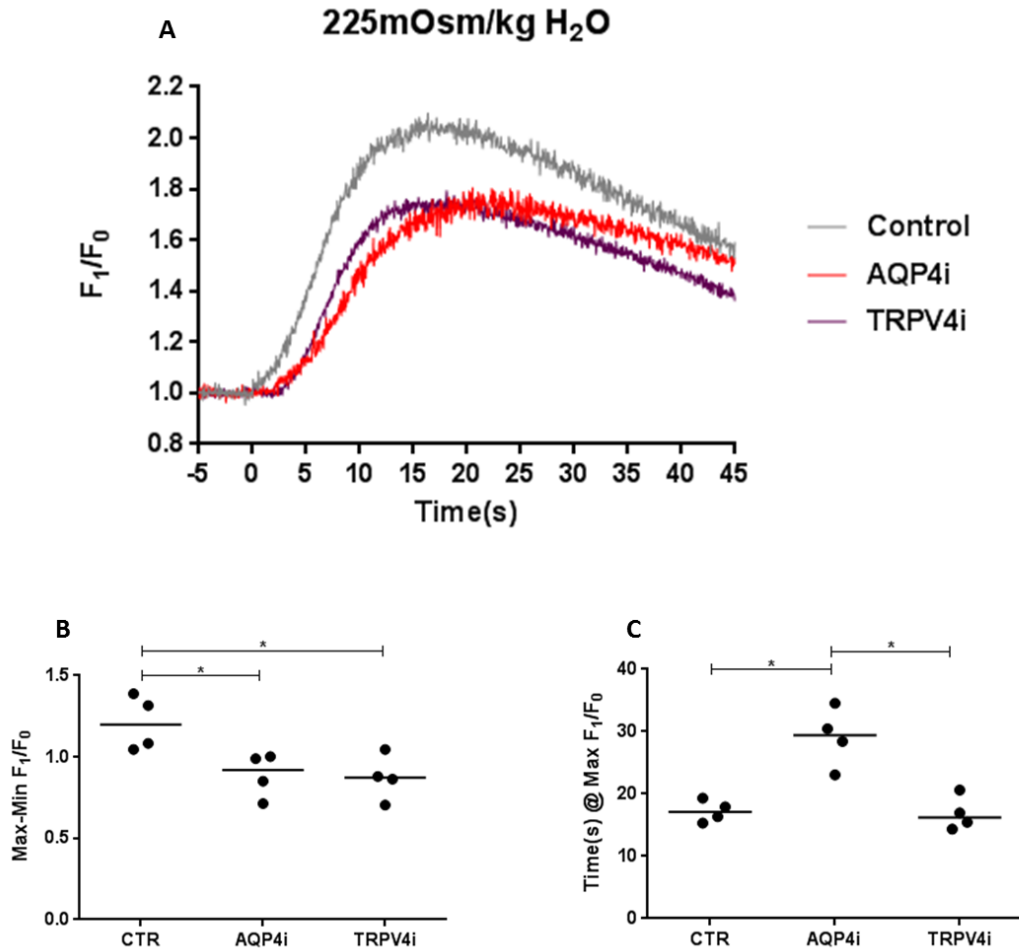 A
225mOsm/kg H₂O
2.2
2.0
1.8
1.6
1.4
1.2
1.0
0.8
F₁/F₀
-5 0 5 10 15 20 25 30 35 40 45
Time(s)
Control
AQP4i
TRPV4i
B
*
*
1.5
1.0
0.5
0.0
Max-Min F₁/F₀
CTR AQP4i TRPV4i
C
*
*
40
30
20
10
0
Time(s) @ Max F₁/F₀
CTR AQP4i TRPV4i